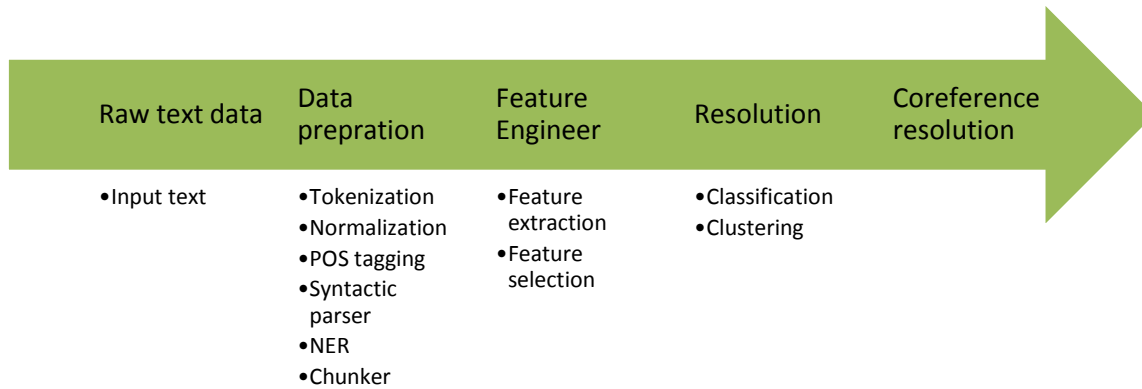 Raw text data
Data
prepration
Feature
Engineer
Resolution
Coreference
resolution
•Input text
•Tokenization
•Normalization
•POS tagging
•Syntactic
parser
•NER
•Chunker
•Feature
extraction
•Feature
selection
•Classification
•Clustering